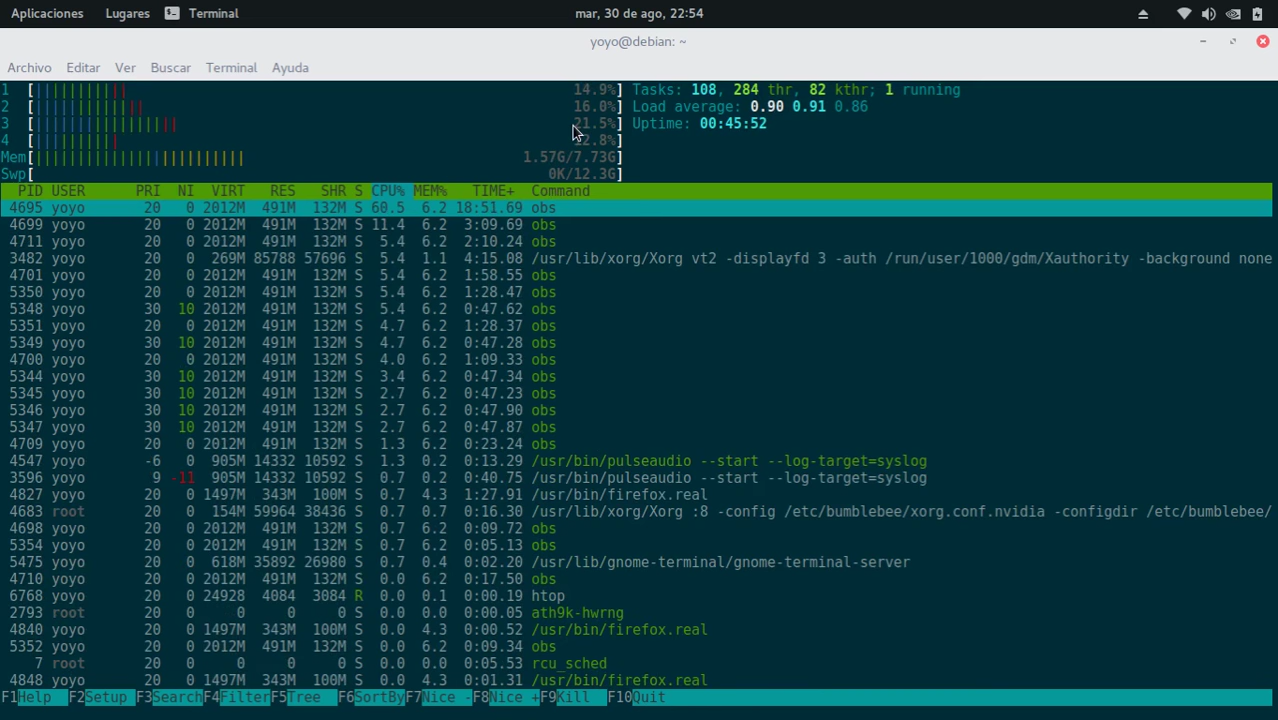 Aplicaciones Lugares Terminal mar, 30 de ago, 22:54
yoyo@debian: ~
Archivo Editar Ver Buscar Terminal Ayuda
1 [|||||||||||| 14.9%] Tasks: 108, 284 thr, 82 kthr; 1 running
2 [|||||||||||||| 16.0%] Load average: 0.90 0.91 0.86
3 [|||||||||||||||||| 21.5%] Uptime: 00:45:52
4 [||||||||||| 12.8%]
Mem[|||||||||||||||||||||||||| 1.57G/7.73G]
Swp[ 0K/12.3G]
PID USER PRI NI VIRT RES SHR S CPU% MEM% TIME+ Command
4695 yoyo 20 0 2012M 491M 132M S 60.5 6.2 18:51.69 obs
4699 yoyo 20 0 2012M 491M 132M S 11.4 6.2 3:09.69 obs
4711 yoyo 20 0 2012M 491M 132M S 5.4 6.2 2:10.24 obs
3482 yoyo 20 0 269M 85788 57696 S 5.4 1.1 4:15.08 /usr/lib/xorg/Xorg vt2 -displayfd 3 -auth /run/user/1000/gdm/Xauthority -background none
4701 yoyo 20 0 2012M 491M 132M S 5.4 6.2 1:58.55 obs
5350 yoyo 20 0 2012M 491M 132M S 5.4 6.2 1:28.47 obs
5348 yoyo 30 10 2012M 491M 132M S 5.4 6.2 0:47.62 obs
5351 yoyo 20 0 2012M 491M 132M S 4.7 6.2 1:28.37 obs
5349 yoyo 30 10 2012M 491M 132M S 4.7 6.2 0:47.28 obs
4700 yoyo 20 0 2012M 491M 132M S 4.0 6.2 1:09.33 obs
5344 yoyo 30 10 2012M 491M 132M S 3.4 6.2 0:47.34 obs
5345 yoyo 30 10 2012M 491M 132M S 2.7 6.2 0:47.23 obs
5346 yoyo 30 10 2012M 491M 132M S 2.7 6.2 0:47.90 obs
5347 yoyo 30 10 2012M 491M 132M S 2.7 6.2 0:47.87 obs
4709 yoyo 20 0 2012M 491M 132M S 1.3 6.2 0:23.24 obs
4547 yoyo -6 0 905M 14332 10592 S 1.3 0.2 0:13.29 /usr/bin/pulseaudio --start --log-target=syslog
3596 yoyo 9 -11 905M 14332 10592 S 0.7 0.2 0:40.75 /usr/bin/pulseaudio --start --log-target=syslog
4827 yoyo 20 0 1497M 343M 100M S 0.7 4.3 1:27.91 /usr/bin/firefox.real
4683 root 20 0 154M 59964 38436 S 0.7 0.7 0:16.30 /usr/lib/xorg/Xorg :8 -config /etc/bumblebee/xorg.conf.nvidia -configdir /etc/bumblebee/
4698 yoyo 20 0 2012M 491M 132M S 0.7 6.2 0:09.72 obs
5354 yoyo 20 0 2012M 491M 132M S 0.7 6.2 0:05.13 obs
5475 yoyo 20 0 618M 35892 26980 S 0.7 0.4 0:02.20 /usr/lib/gnome-terminal/gnome-terminal-server
4710 yoyo 20 0 2012M 491M 132M S 0.0 6.2 0:17.50 obs
6768 yoyo 20 0 24928 4084 3084 R 0.0 0.1 0:00.19 htop
2793 root 20 0 0 0 0 S 0.0 0.0 0:00.05 ath9k-hwrng
4840 yoyo 20 0 1497M 343M 100M S 0.0 4.3 0:00.52 /usr/bin/firefox.real
5352 yoyo 20 0 2012M 491M 132M S 0.0 6.2 0:09.34 obs
7 root 20 0 0 0 0 S 0.0 0.0 0:05.53 rcu_sched
4848 yoyo 20 0 1497M 343M 100M S 0.0 4.3 0:01.31 /usr/bin/firefox.real
F1Help F2Setup F3SearchF4FilterF5Tree F6SortByF7Nice -F8Nice +F9Kill F10Quit